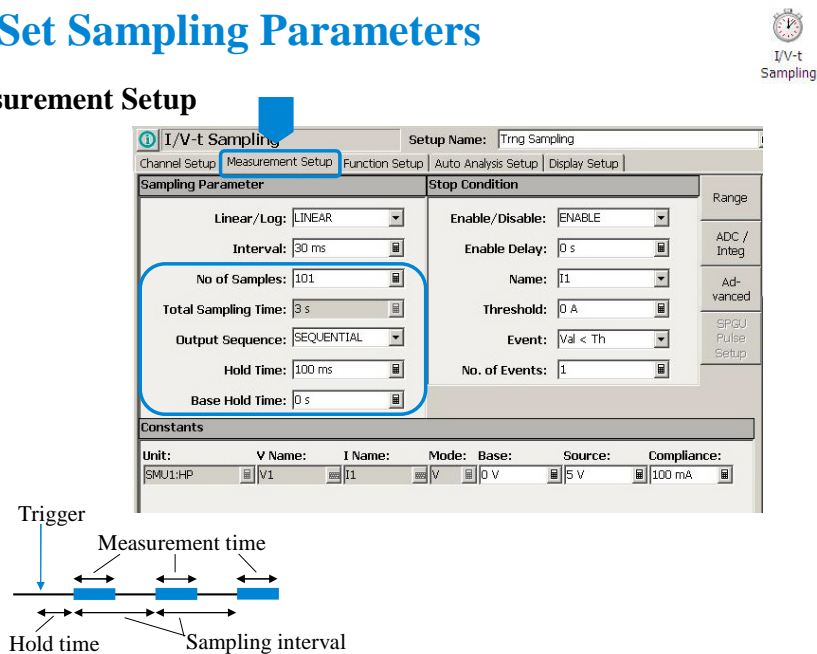 Set Sampling Parameters
I/V-t
Sampling
surement Setup
I/V-t Sampling
Setup Name: Trng Sampling
Channel Setup Measurement Setup Function Setup Auto Analysis Setup Display Setup
Sampling Parameter
Stop Condition
Linear/Log: LINEAR
Enable/Disable: ENABLE
Range
Interval: 30 ms
Enable Delay: 0 s
ADC /
Integ
No of Samples: 101
Name: I1
Ad-
vanced
Total Sampling Time: 3 s
Threshold: 0 A
SPGU
Pulse
Setup
Output Sequence: SEQUENTIAL
Event: Val < Th
Hold Time: 100 ms
No. of Events: 1
Base Hold Time: 0 s
Constants
Unit: V Name: I Name: Mode: Base: Source: Compliance:
SMU1:HP V1 I1 V 0 V 5 V 100 mA
Trigger
Measurement time
Hold time
Sampling interval